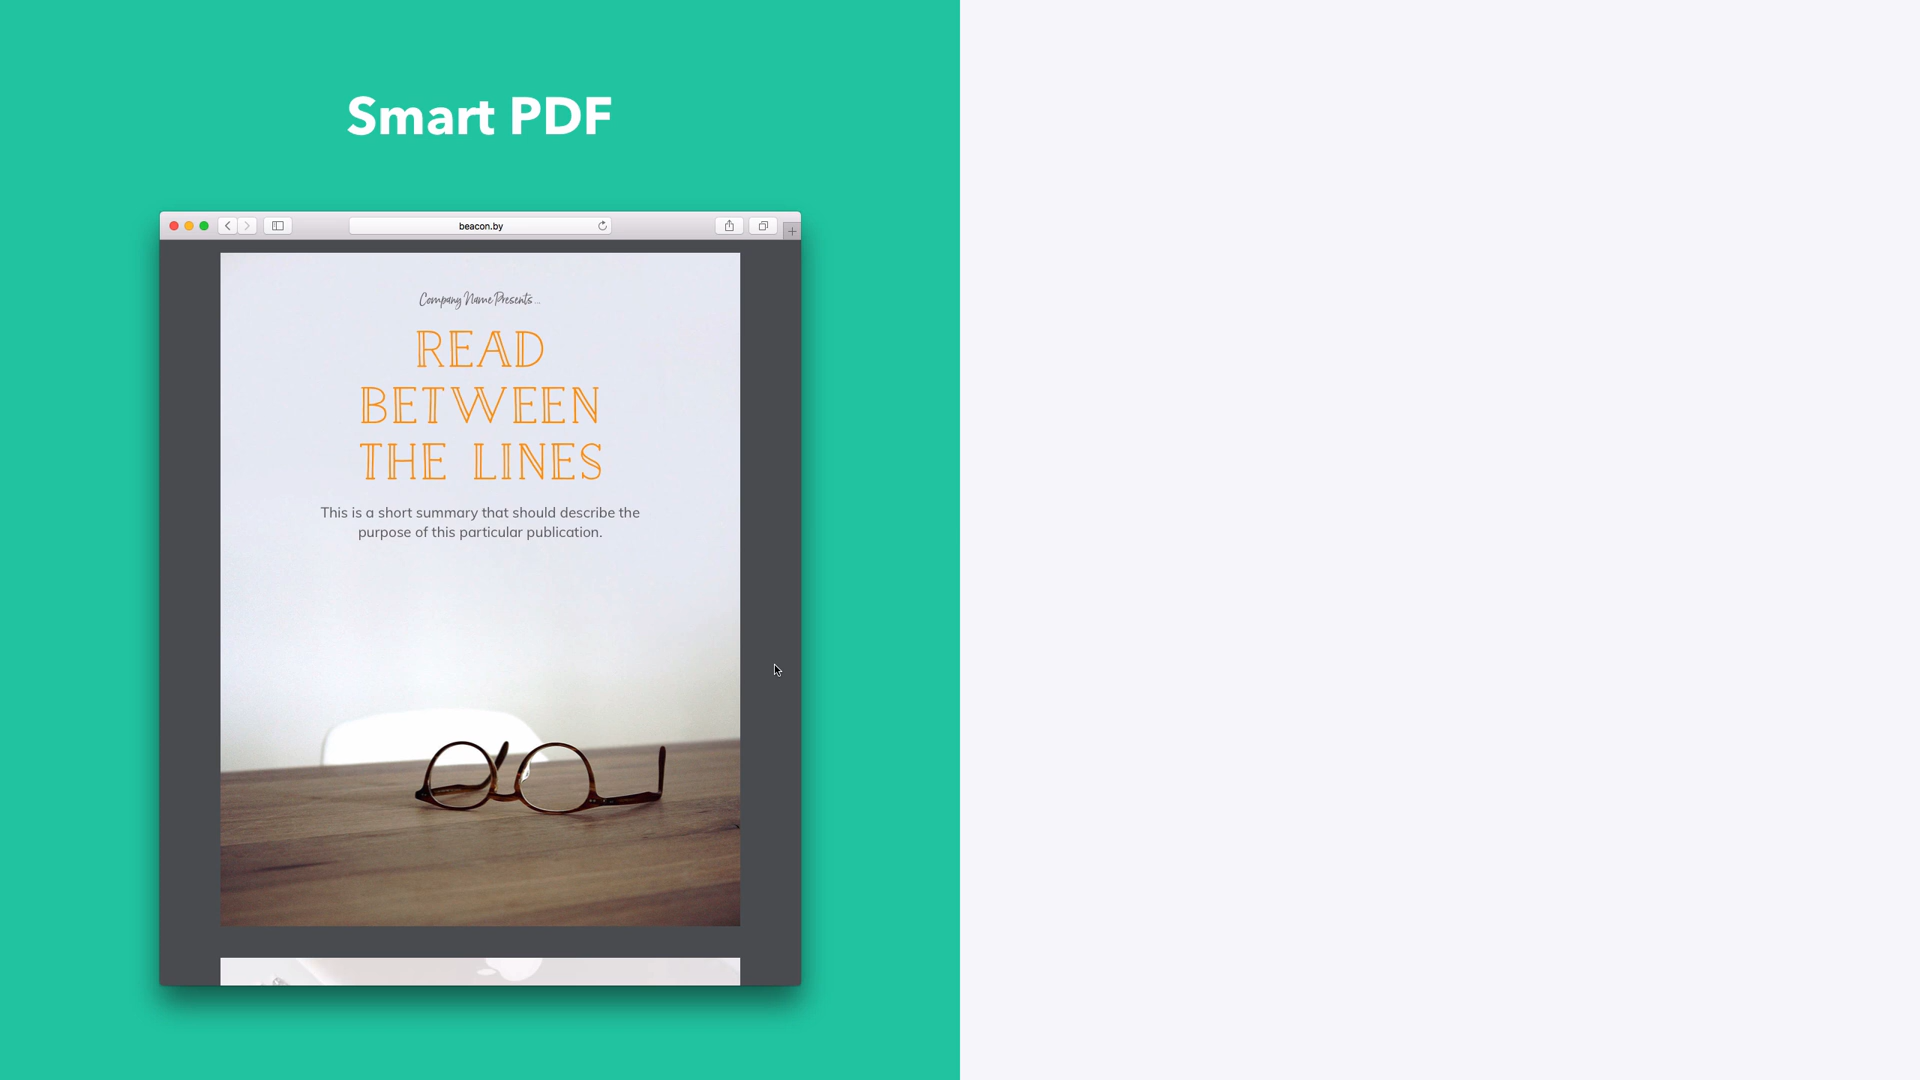 Smart PDF
beacon.by
Company Name Presents...
READ
BETWEEN
THE LINES
This is a short summary that should describe the
purpose of this particular publication.